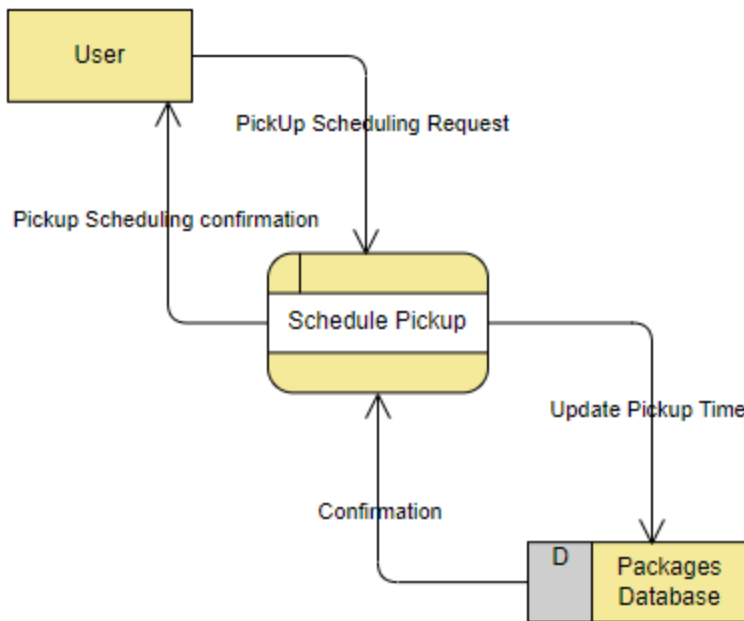 User
PickUp Scheduling Request
Pickup Scheduling confirmation
Schedule Pickup
Update Pickup Time
Confirmation
D
Packages
Database